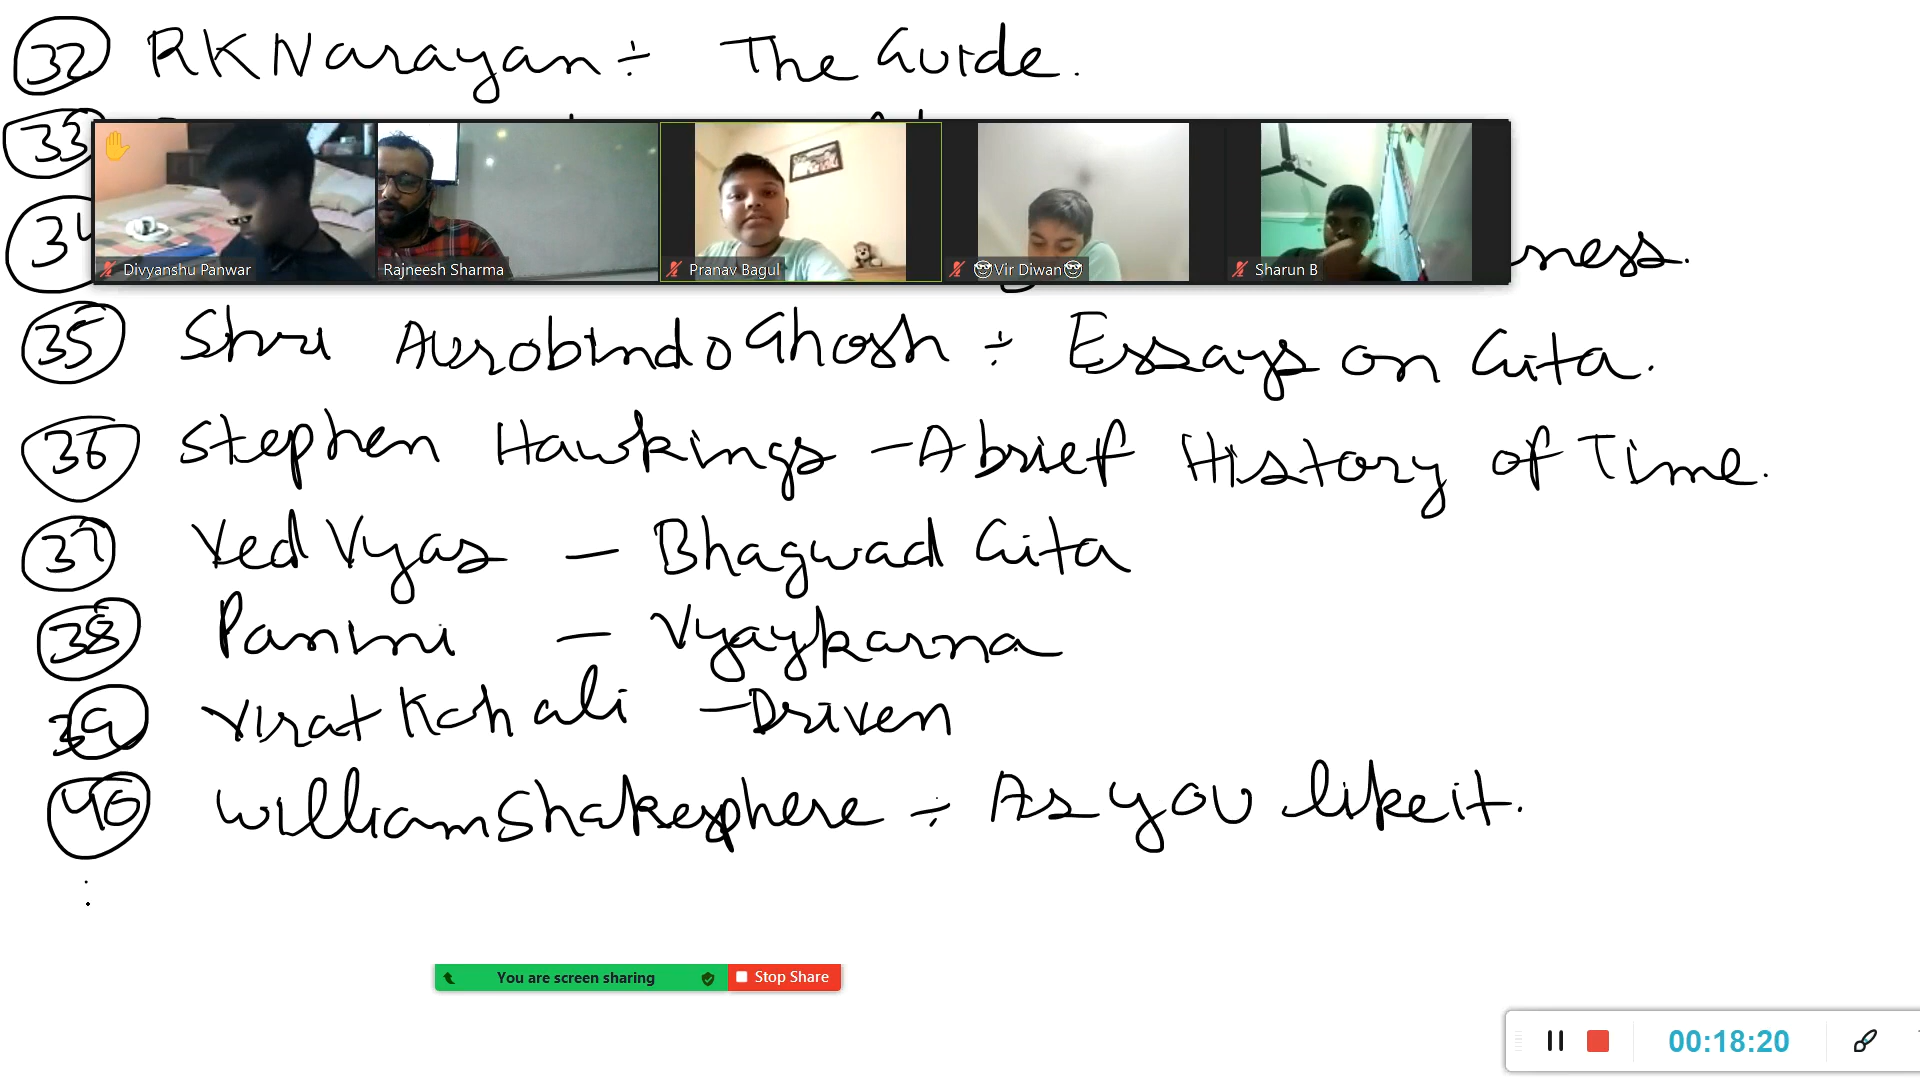 32 RK Narayan ÷ The Guide.
33
Divyanshu Panwar
Rajneesh Sharma
Pranav Bagul
Vir Diwan
Sharun B
ness.
35 Shri Aurobindo Ghosh ÷ Essays on Gita.
36 Stephen Hawkings - A brief History of Time.
37 Ved Vyas - Bhagwad Gita
38 Panini - Vyaykarna
39 Virat Kohali - Driven
40 William Shakesphere ÷ As you like it.
You are screen sharing
Stop Share
00:18:20